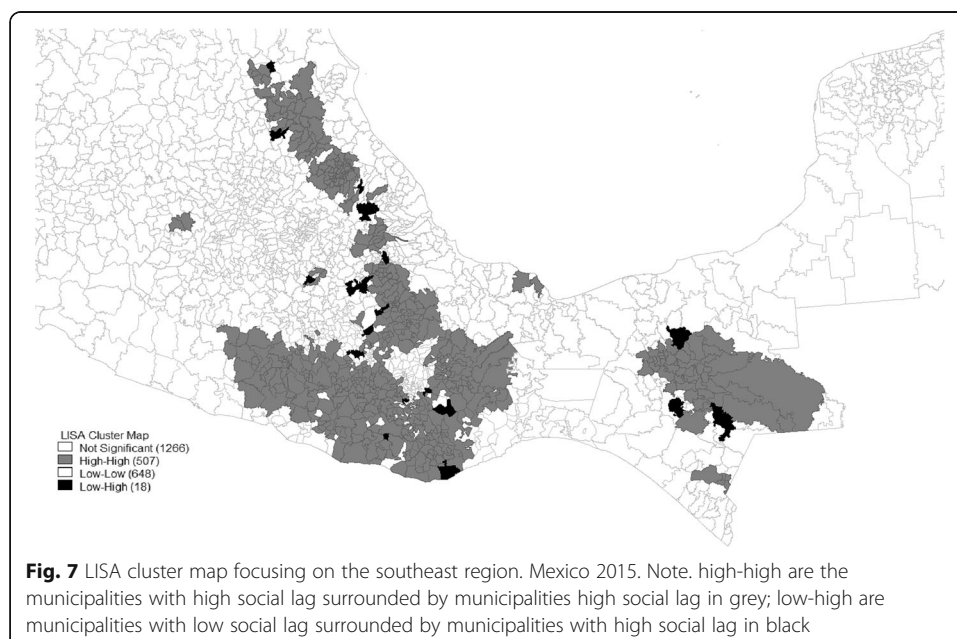 LISA Cluster Map
Not Significant (1266)
High-High (507)
Low-Low (648)
Low-High (18)
Fig. 7 LISA cluster map focusing on the southeast region. Mexico 2015. Note. high-high are the
municipalities with high social lag surrounded by municipalities high social lag in grey; low-high are
municipalities with low social lag surrounded by municipalities with high social lag in black